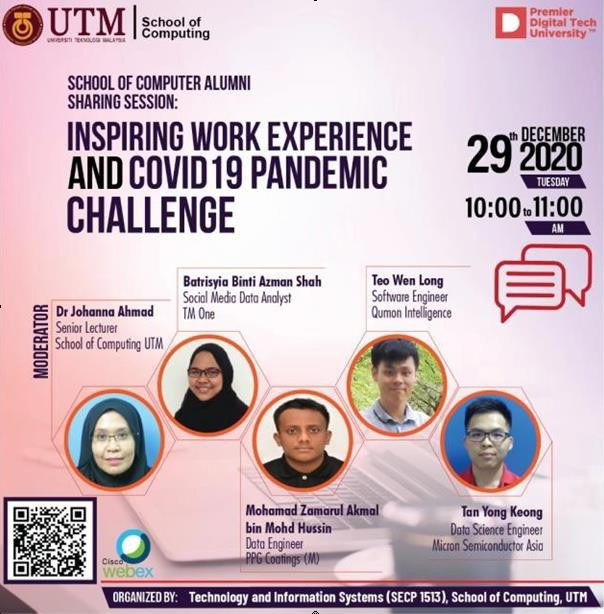 UTM
UNIVERSITI TEKNOLOGI MALAYSIA
School of
Computing
Premier
Digital Tech
University™
SCHOOL OF COMPUTER ALUMNI
SHARING SESSION:
INSPIRING WORK EXPERIENCE
AND COVID 19 PANDEMIC
CHALLENGE
29th DECEMBER
2020
TUESDAY
10:00 to 11:00
AM
MODERATOR
Dr Johanna Ahmad
Senior Lecturer
School of Computing UTM
Batrisyia Binti Azman Shah
Social Media Data Analyst
TM One
Teo Wen Long
Software Engineer
Qumon Intelligence
Mohamad Zamarul Akmal
bin Mohd Hussin
Data Engineer
PPG Coatings (M)
Tan Yong Keong
Data Science Engineer
Micron Semiconductor Asia
Cisco
webex
ORGANIZED BY: Technology and Information Systems (SECP 1513), School of Computing, UTM